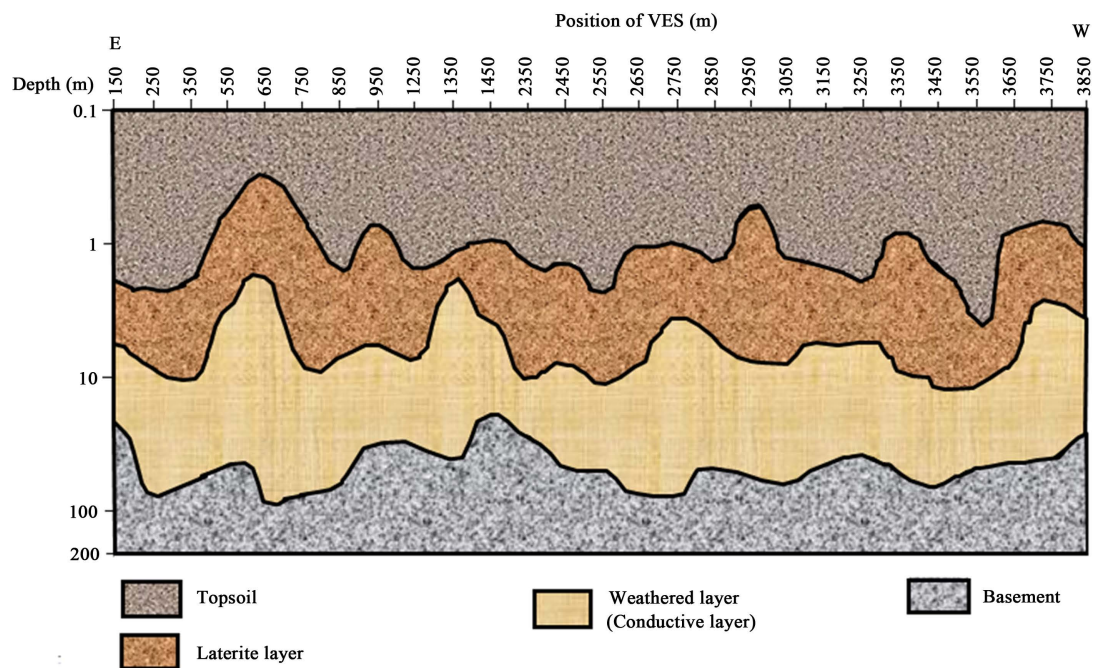 Position of VES (m)
E
W
Depth (m)
150 250 350 550 650 750 850 950 1250 1350 1450 2350 2450 2550 2650 2750 2850 2950 3050 3150 3250 3350 3450 3550 3650 3750 3850
0.1
1
10
100
200
Topsoil
Laterite layer
Weathered layer
(Conductive layer)
Basement